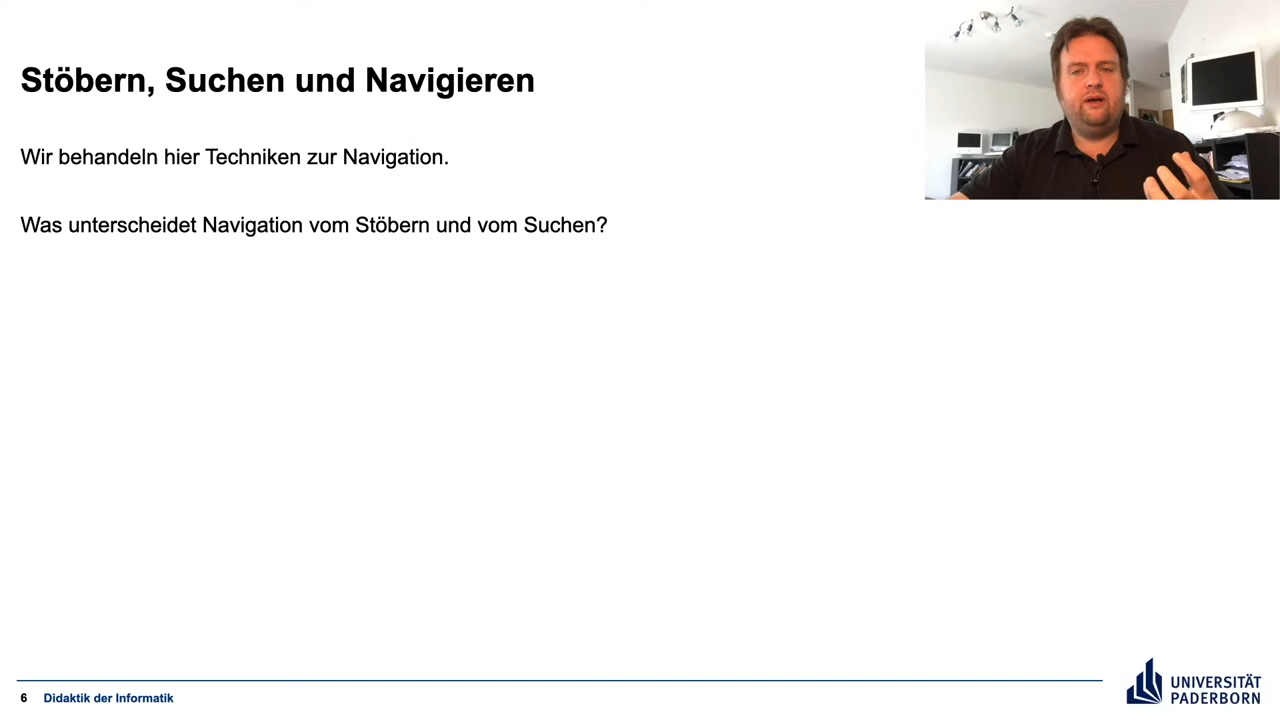 Stöbern, Suchen und Navigieren
Wir behandeln hier Techniken zur Navigation.
Was unterscheidet Navigation vom Stöbern und vom Suchen?
6 Didaktik der Informatik
UNIVERSITÄT
PADERBORN